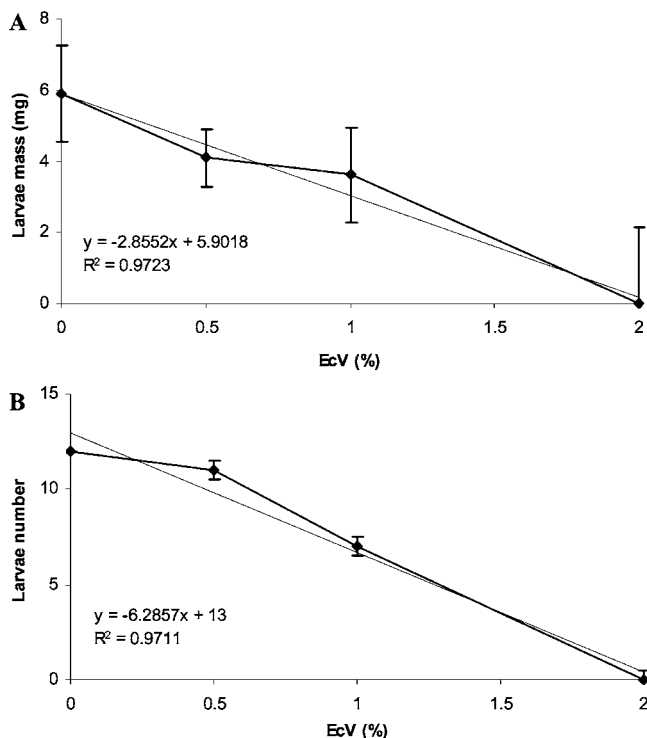 A
8
6
4
2
0
Larvae mass (mg)
y = -2.8552x + 5.9018
R² = 0.9723
0 0.5 1 1.5 2
EcV (%)
B
15
10
5
0
Larvae number
y = -6.2857x + 13
R² = 0.9711
0 0.5 1 1.5 2
EcV (%)